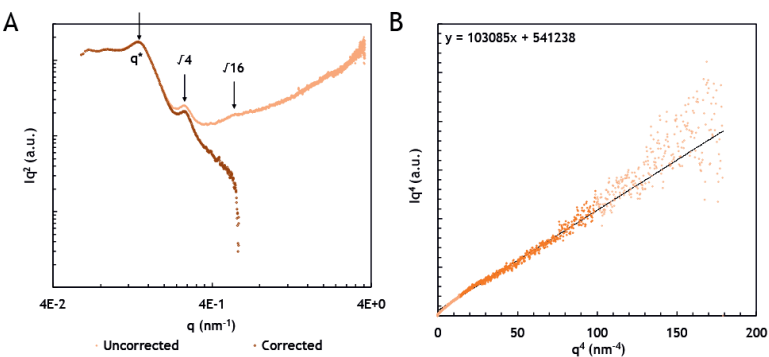 A
Iq² (a.u.)
q*
√4
√16
4E-2
4E-1
4E+0
q (nm⁻¹)
Uncorrected
Corrected
B
y = 103085x + 541238
Iq⁴ (a.u.)
0
50
100
150
200
q⁴ (nm⁻⁴)